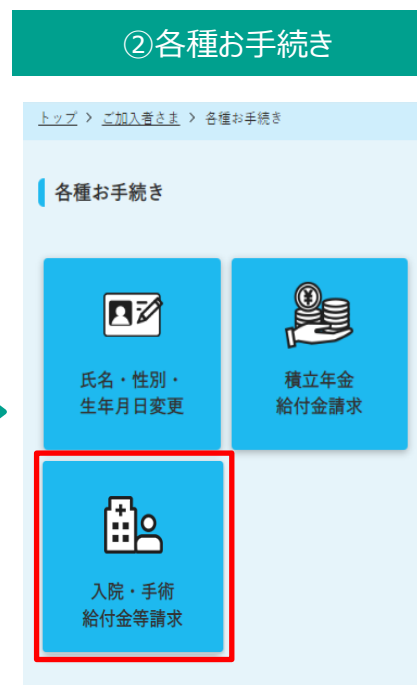 ②各種お手続き
トップ > ご加入者さま > 各種お手続き
各種お手続き
氏名・性別・
生年月日変更
積立年金
給付金請求
入院・手術
給付金等請求